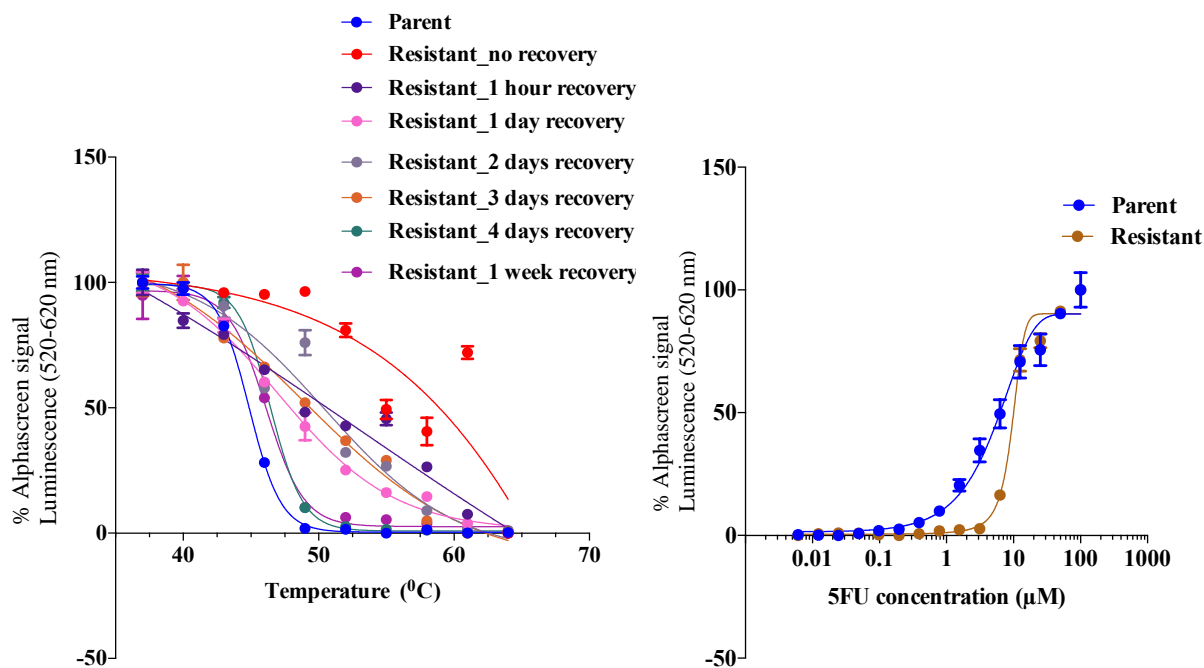 Parent
Resistant_no recovery
Resistant_1 hour recovery
Resistant_1 day recovery
Resistant_2 days recovery
Resistant_3 days recovery
Resistant_4 days recovery
Resistant_1 week recovery
150
100
50
0
-50
40
50
60
70
% Alphascreen signal
Luminescence (520-620 nm)
Temperature (⁰C)
Parent
Resistant
150
100
50
0
-50
0.01
0.1
1
10
100
1000
% Alphascreen signal
Luminescence (520-620 nm)
5FU concentration (µM)